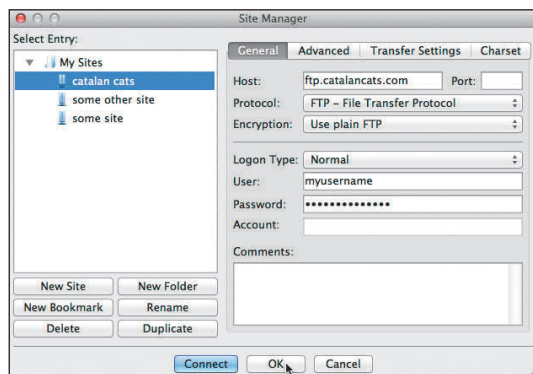 Site Manager
Select Entry:
My Sites
catalan cats
some other site
some site
New Site
New Folder
New Bookmark
Rename
Delete
Duplicate
General
Advanced
Transfer Settings
Charset
Host: ftp.catalancats.com Port:
Protocol: FTP – File Transfer Protocol
Encryption: Use plain FTP
Logon Type: Normal
User: myusername
Password: ••••••••••••••
Account:
Comments:
Connect
OK
Cancel